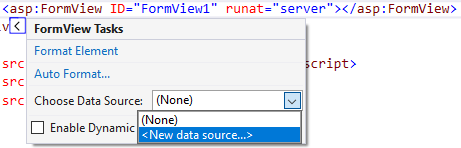 <asp:FormView ID="FormView1" runat="server"></asp:FormView>
FormView Tasks
Format Element
Auto Format...
src
cript>
Choose Data Source: (None)
src
src
(None)
Enable Dynamic
<New data source...>